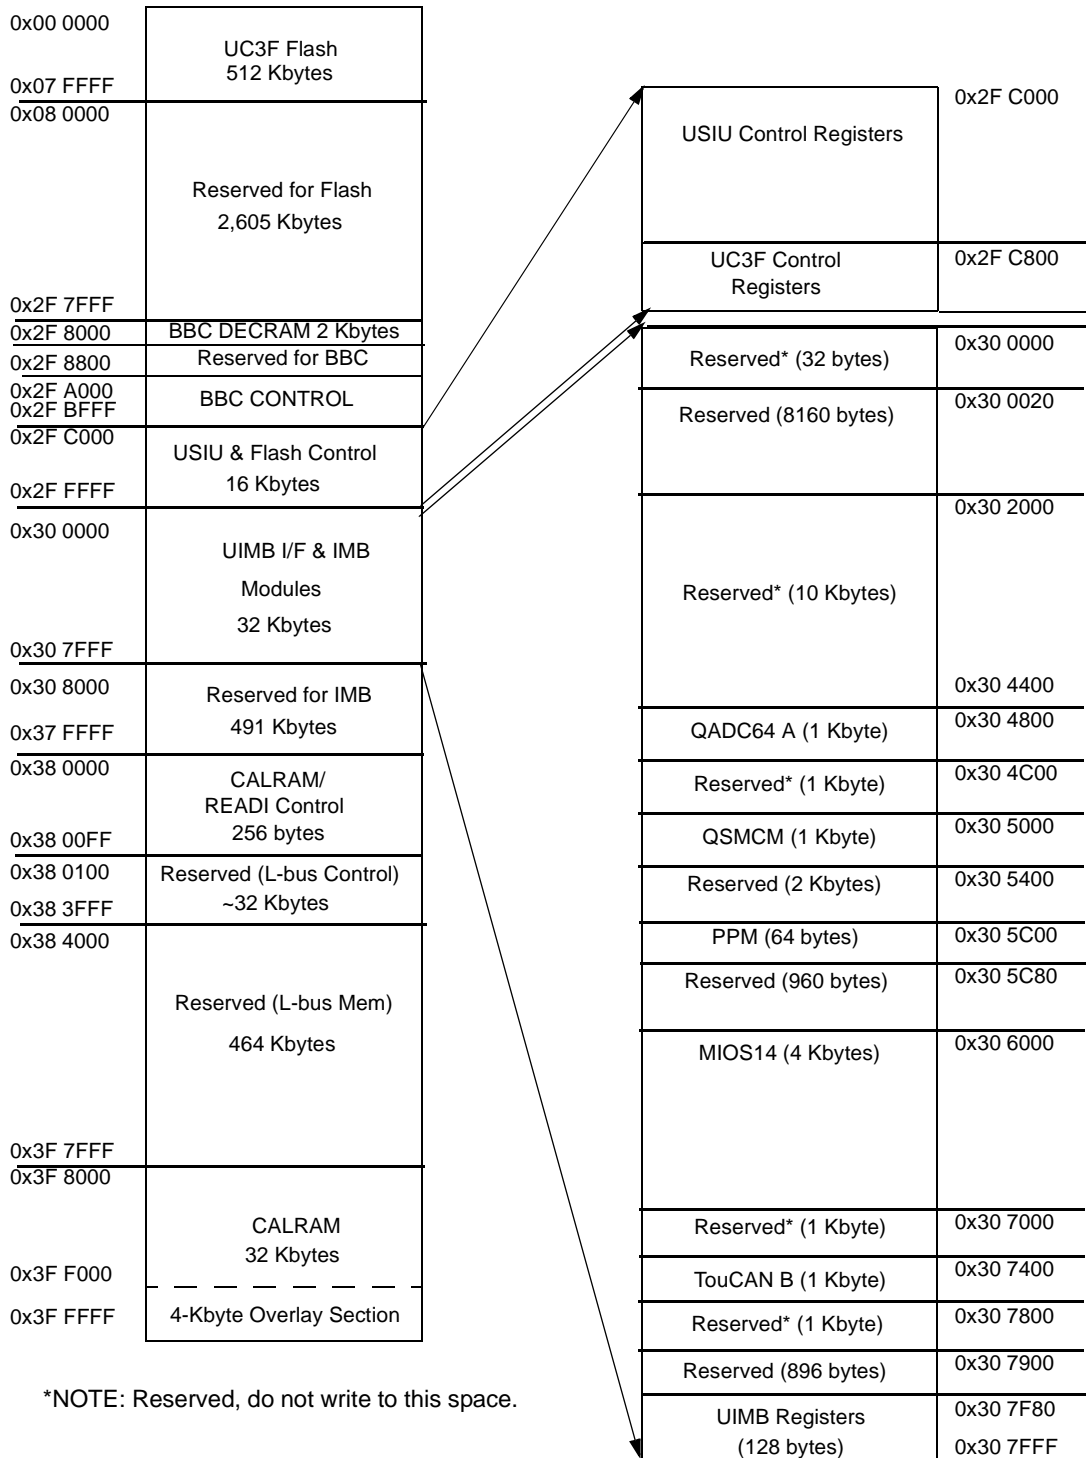 0x00 0000
UC3F Flash
512 Kbytes
0x07 FFFF
0x08 0000
Reserved for Flash
2,605 Kbytes
0x2F 7FFF
0x2F 8000
BBC DECRAM 2 Kbytes
0x2F 8800
Reserved for BBC
0x2F A000
0x2F BFFF
BBC CONTROL
0x2F C000
USIU & Flash Control
16 Kbytes
0x2F FFFF
0x30 0000
UIMB I/F & IMB
Modules
32 Kbytes
0x30 7FFF
0x30 8000
Reserved for IMB
491 Kbytes
0x37 FFFF
0x38 0000
CALRAM/
READI Control
256 bytes
0x38 00FF
0x38 0100
Reserved (L-bus Control)
~32 Kbytes
0x38 3FFF
0x38 4000
Reserved (L-bus Mem)
464 Kbytes
0x3F 7FFF
0x3F 8000
CALRAM
32 Kbytes
0x3F F000
0x3F FFFF
4-Kbyte Overlay Section
*NOTE: Reserved, do not write to this space.
USIU Control Registers
0x2F C000
UC3F Control
Registers
0x2F C800
Reserved* (32 bytes)
0x30 0000
Reserved (8160 bytes)
0x30 0020
0x30 2000
Reserved* (10 Kbytes)
0x30 4400
QADC64 A (1 Kbyte)
0x30 4800
Reserved* (1 Kbyte)
0x30 4C00
QSMCM (1 Kbyte)
0x30 5000
Reserved (2 Kbytes)
0x30 5400
PPM (64 bytes)
0x30 5C00
Reserved (960 bytes)
0x30 5C80
MIOS14 (4 Kbytes)
0x30 6000
Reserved* (1 Kbyte)
0x30 7000
TouCAN B (1 Kbyte)
0x30 7400
Reserved* (1 Kbyte)
0x30 7800
Reserved (896 bytes)
0x30 7900
UIMB Registers
(128 bytes)
0x30 7F80
0x30 7FFF